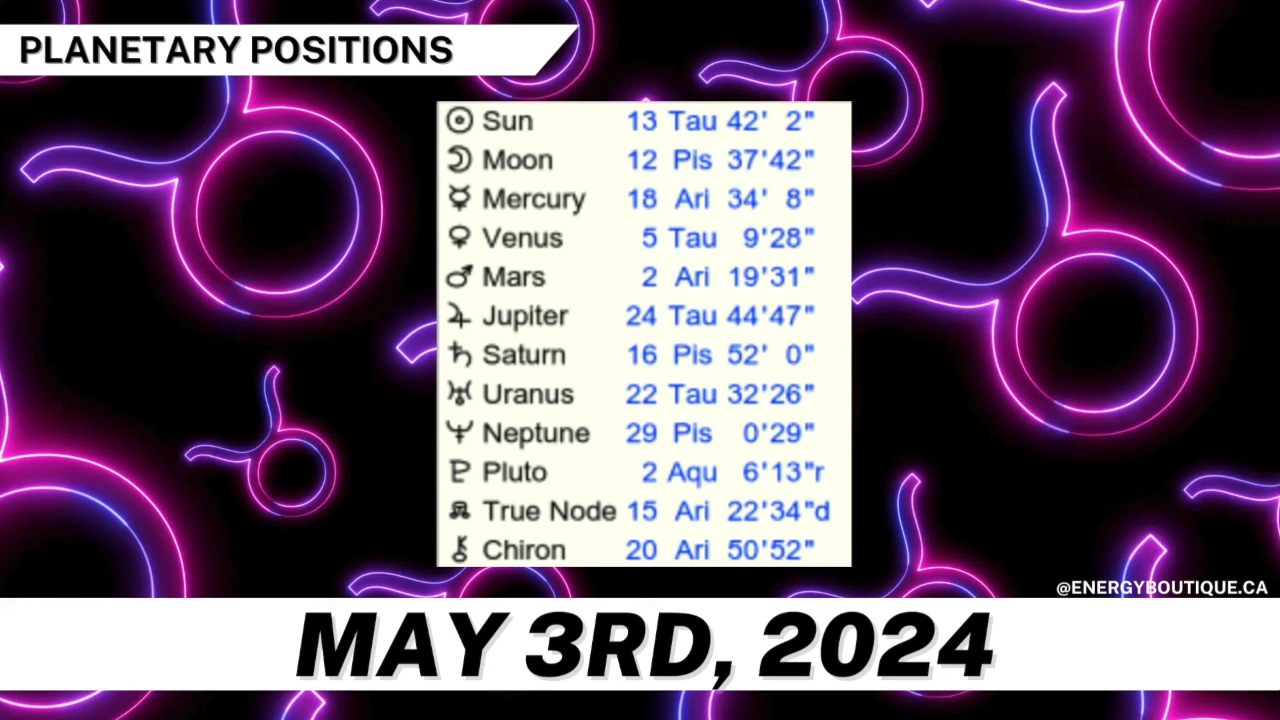 PLANETARY POSITIONS
Sun 13 Tau 42' 2"
Moon 12 Pis 37'42"
Mercury 18 Ari 34' 8"
Venus 5 Tau 9'28"
Mars 2 Ari 19'31"
Jupiter 24 Tau 44'47"
Saturn 16 Pis 52' 0"
Uranus 22 Tau 32'26"
Neptune 29 Pis 0'29"
Pluto 2 Aqu 6'13"r
True Node 15 Ari 22'34"d
Chiron 20 Ari 50'52"
@ENERGYBOUTIQUE.CA
MAY 3RD, 2024